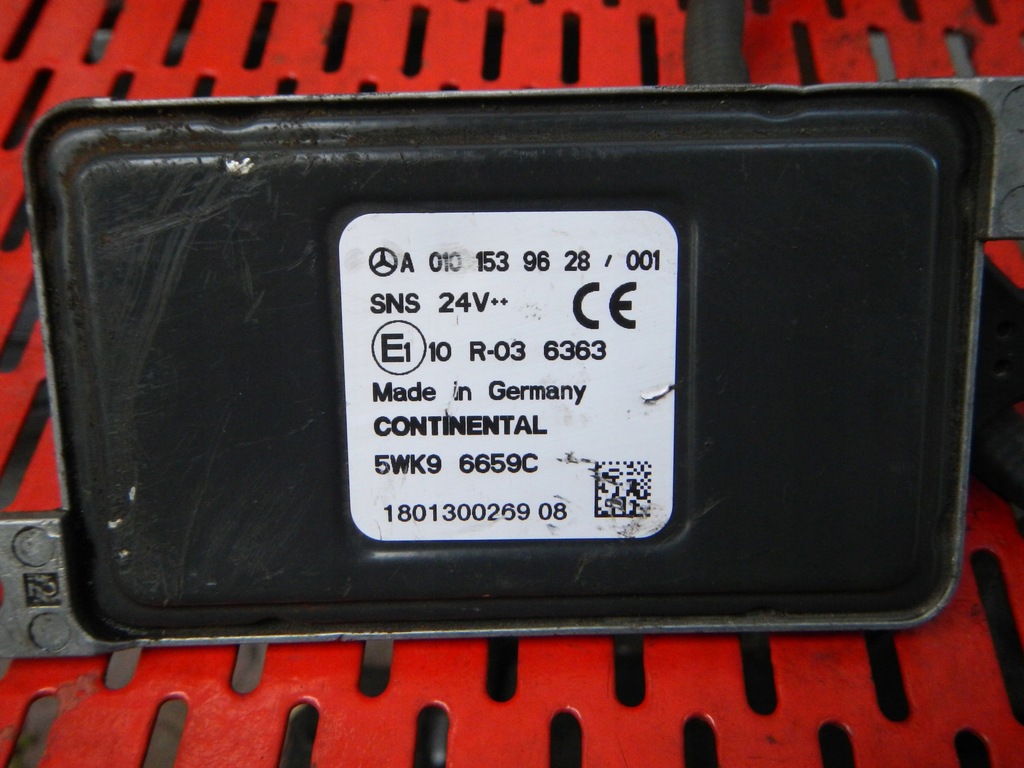 A 010 153 96 28 / 001
SNS 24V++
CE
E1 10 R-03 6363
Made in Germany
CONTINENTAL
5WK9 6659C
1801300269 08
12